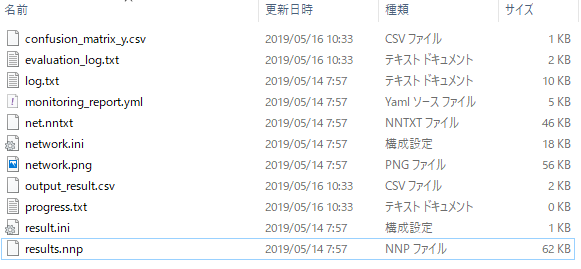 名前 更新日時 種類 サイズ
confusion_matrix_y.csv 2019/05/16 10:33 CSV ファイル 1 KB
evaluation_log.txt 2019/05/16 10:33 テキスト ドキュメント 2 KB
log.txt 2019/05/14 7:57 テキスト ドキュメント 10 KB
monitoring_report.yml 2019/05/14 7:57 Yaml ソース ファイル 5 KB
net.nntxt 2019/05/14 7:57 NNTXT ファイル 46 KB
network.ini 2019/05/14 7:57 構成設定 18 KB
network.png 2019/05/14 7:57 PNG ファイル 56 KB
output_result.csv 2019/05/16 10:33 CSV ファイル 2 KB
progress.txt 2019/05/16 10:33 テキスト ドキュメント 0 KB
result.ini 2019/05/14 7:57 構成設定 1 KB
results.nnp 2019/05/14 7:57 NNP ファイル 62 KB